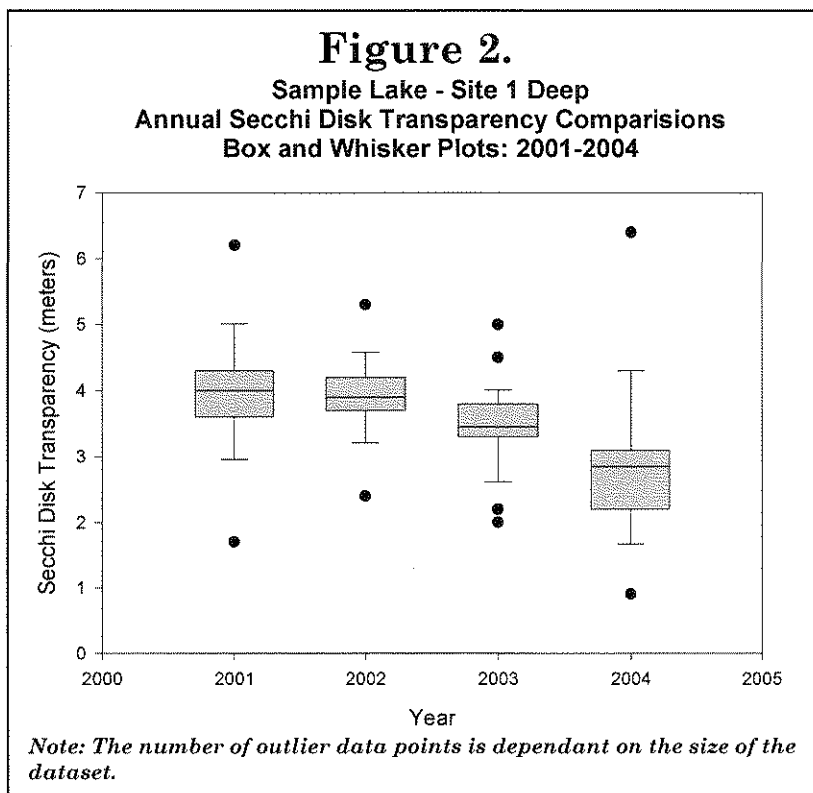 Figure 2.
Sample Lake - Site 1 Deep
Annual Secchi Disk Transparency Comparisions
Box and Whisker Plots: 2001-2004
7
6
5
4
3
2
1
0
Secchi Disk Transparency (meters)
2000 2001 2002 2003 2004 2005
Year
Note: The number of outlier data points is dependant on the size of the
dataset.